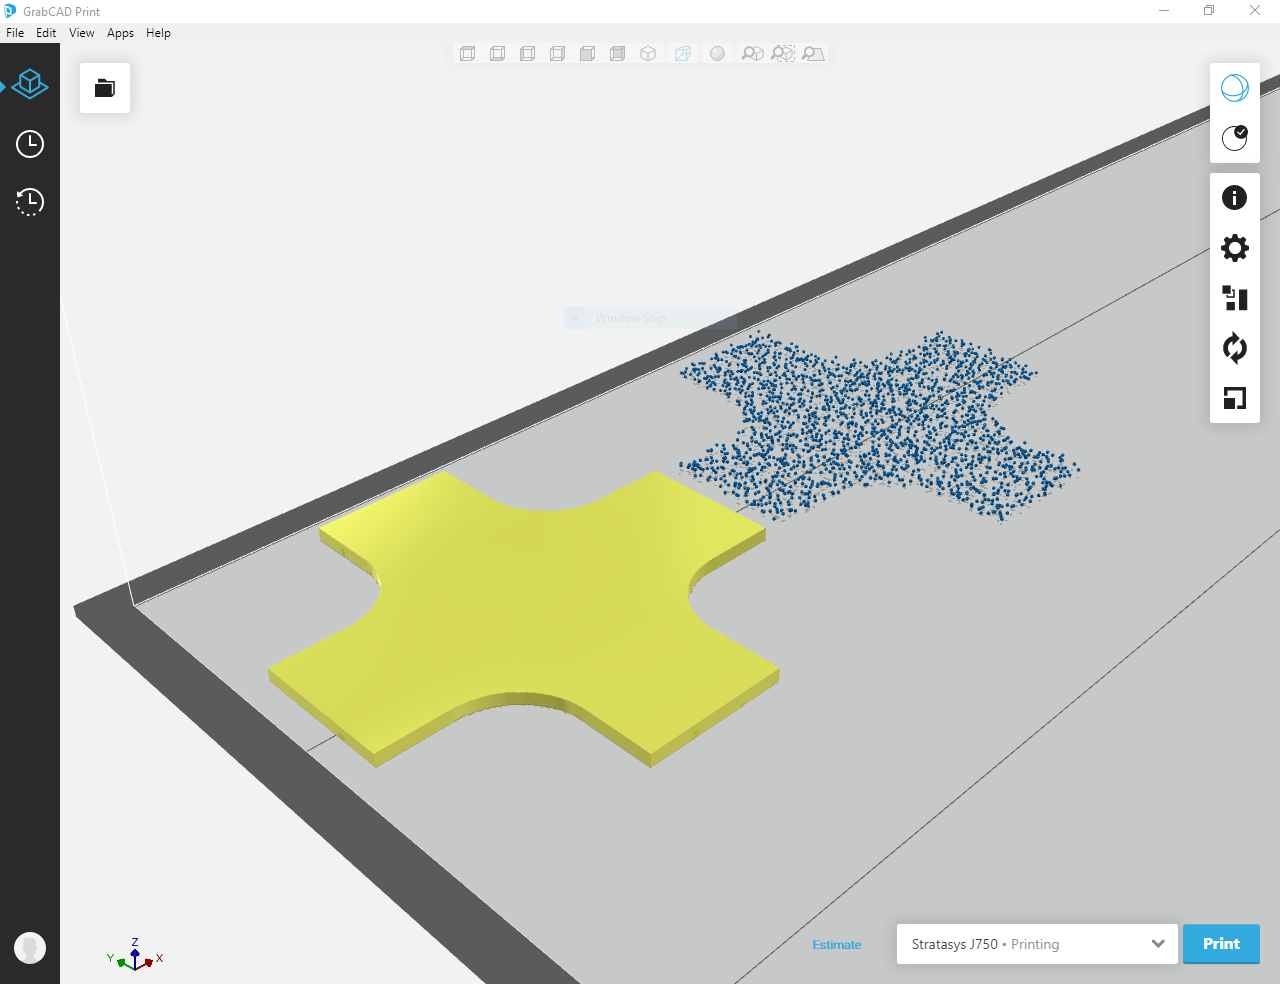 GrabCAD Print
File Edit View Apps Help
Window Snip
Z
Y X
Estimate
Stratasys J750 • Printing
Print